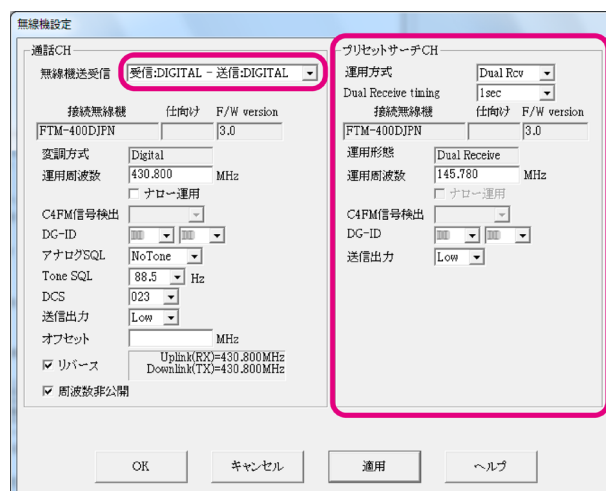 無線機設定
通話CH
無線機送受信 受信:DIGITAL - 送信:DIGITAL
接続無線機 仕向け F/W version
FTM-400DJPN 3.0
変調方式 Digital
運用周波数 430.800 MHz
ナロー運用
C4FM信号検出
DG-ID
アナログSQL NoTone
Tone SQL 88.5 Hz
DCS 023
送信出力 Low
オフセット MHz
リバース Uplink(RX)=430.800MHz
Downlink(TX)=430.800MHz
周波数非公開
プリセットサーチCH
運用方式 Dual Rcv
Dual Receive timing 1sec
接続無線機 仕向け F/W version
FTM-400DJPN 3.0
運用形態 Dual Receive
運用周波数 145.780 MHz
ナロー運用
C4FM信号検出
DG-ID
送信出力 Low
OK キャンセル 適用 ヘルプ